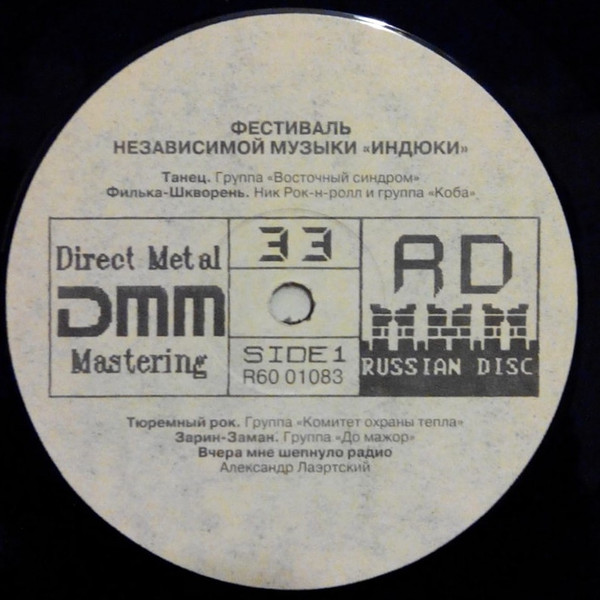 ФЕСТИВАЛЬ
НЕЗАВИСИМОЙ МУЗЫКИ «ИНДЮКИ»
Танец. Группа «Восточный синдром»
Филька-Шкворень. Ник Рок-н-ролл и группа «Коба»
Direct Metal
DMM
Mastering
33
SIDE1
R60 01083
RD
RUSSIAN DISC
Тюремный рок. Группа «Комитет охраны тепла»
Зарин-Заман. Группа «До мажор»
Вчера мне шепнуло радио
Александр Лаэртский